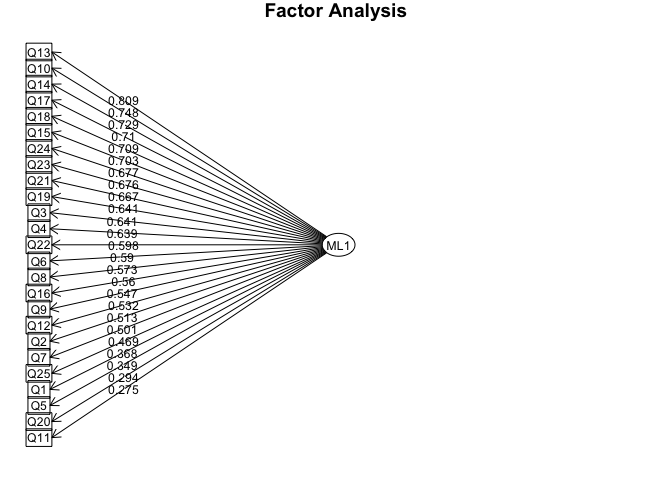 Factor Analysis
Q13
Q10
Q14
Q17
Q18
Q15
Q24
Q23
Q21
Q19
Q3
Q4
Q22
Q6
Q8
Q16
Q9
Q12
Q2
Q7
Q25
Q1
Q5
Q20
Q11
0.809
0.748
0.729
0.71
0.709
0.703
0.677
0.676
0.667
0.641
0.641
0.639
0.598
0.59
0.573
0.56
0.547
0.532
0.513
0.501
0.469
0.368
0.349
0.294
0.275
ML1